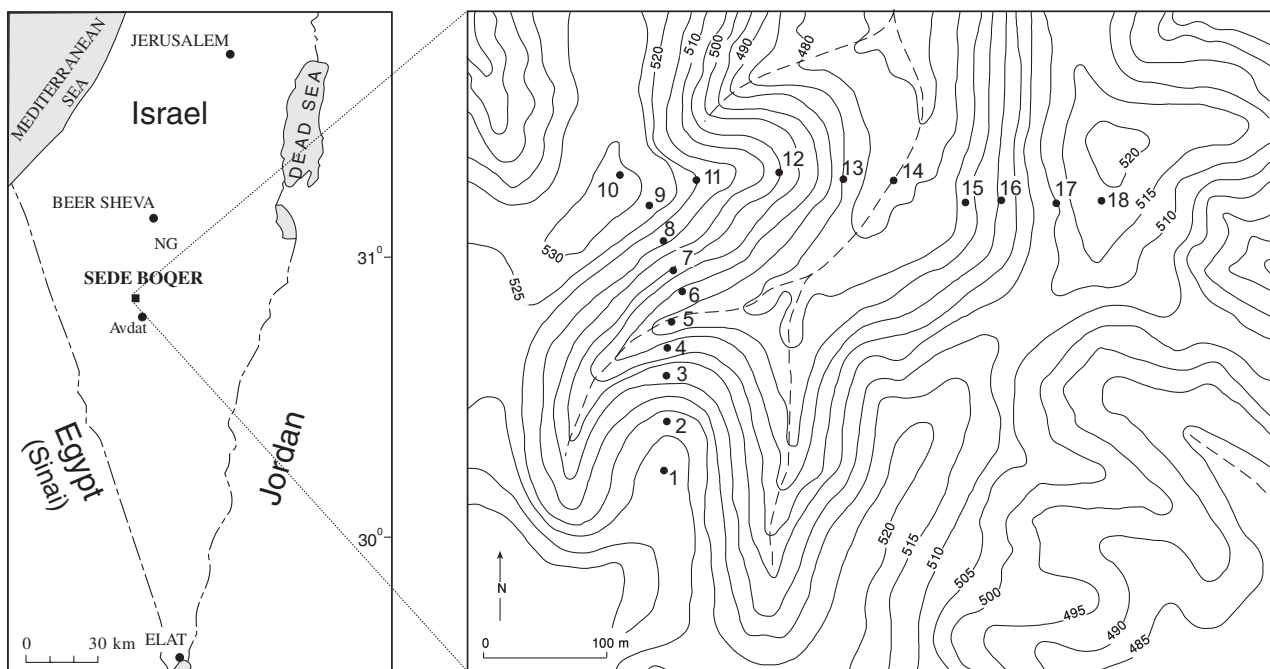 MEDITERRANEAN
SEA
JERUSALEM
Israel
DEAD SEA
BEER SHEVA
NG
SEDE BOQER
Avdat
31⁰
Egypt
(Sinai)
Jordan
30⁰
0 30 km
ELAT
520
510
500
490
480
10
9
11
12
13
14
15
16
17
18
520
515
510
8
530
525
7
6
5
4
3
2
1
520
515
510
505
500
495
490
485
N
0 100 m